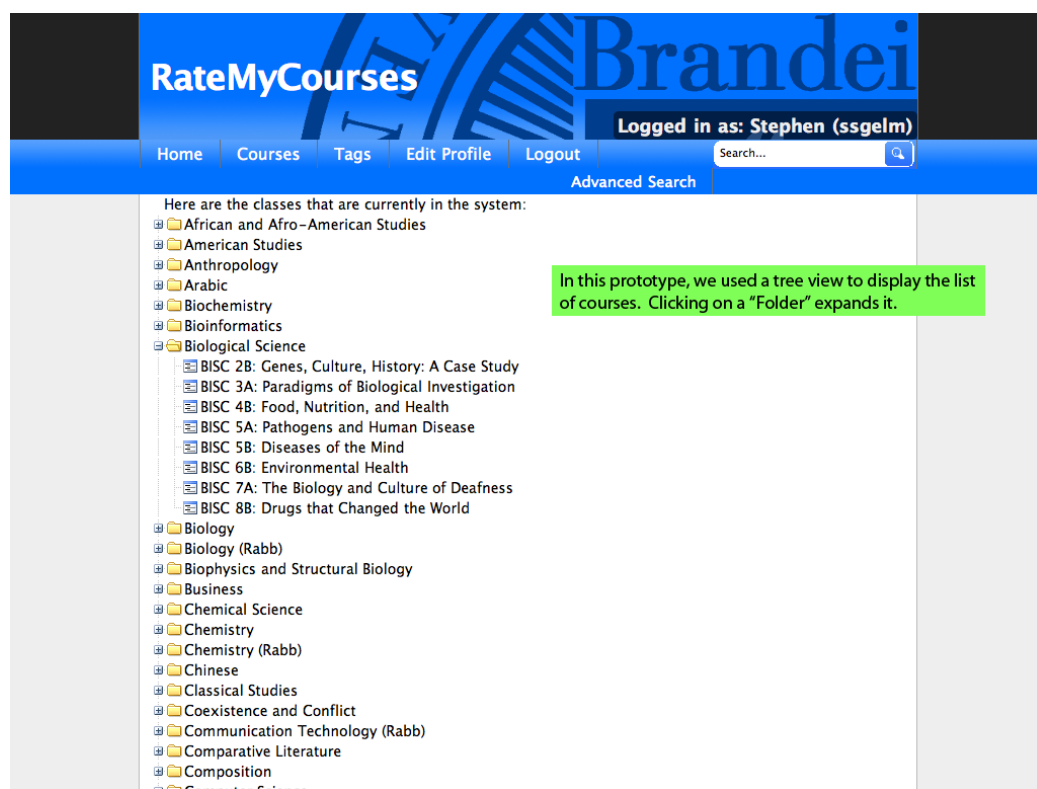 Brandei
RateMyCourses
Logged in as: Stephen (ssgelm)
Home Courses Tags Edit Profile Logout Search...
Advanced Search
Here are the classes that are currently in the system:
African and Afro-American Studies
American Studies
Anthropology
Arabic
Biochemistry
Bioinformatics
In this prototype, we used a tree view to display the list
of courses. Clicking on a “Folder” expands it.
Biological Science
BISC 2B: Genes, Culture, History: A Case Study
BISC 3A: Paradigms of Biological Investigation
BISC 4B: Food, Nutrition, and Health
BISC 5A: Pathogens and Human Disease
BISC 5B: Diseases of the Mind
BISC 6B: Environmental Health
BISC 7A: The Biology and Culture of Deafness
BISC 8B: Drugs that Changed the World
Biology
Biology (Rabb)
Biophysics and Structural Biology
Business
Chemical Science
Chemistry
Chemistry (Rabb)
Chinese
Classical Studies
Coexistence and Conflict
Communication Technology (Rabb)
Comparative Literature
Composition